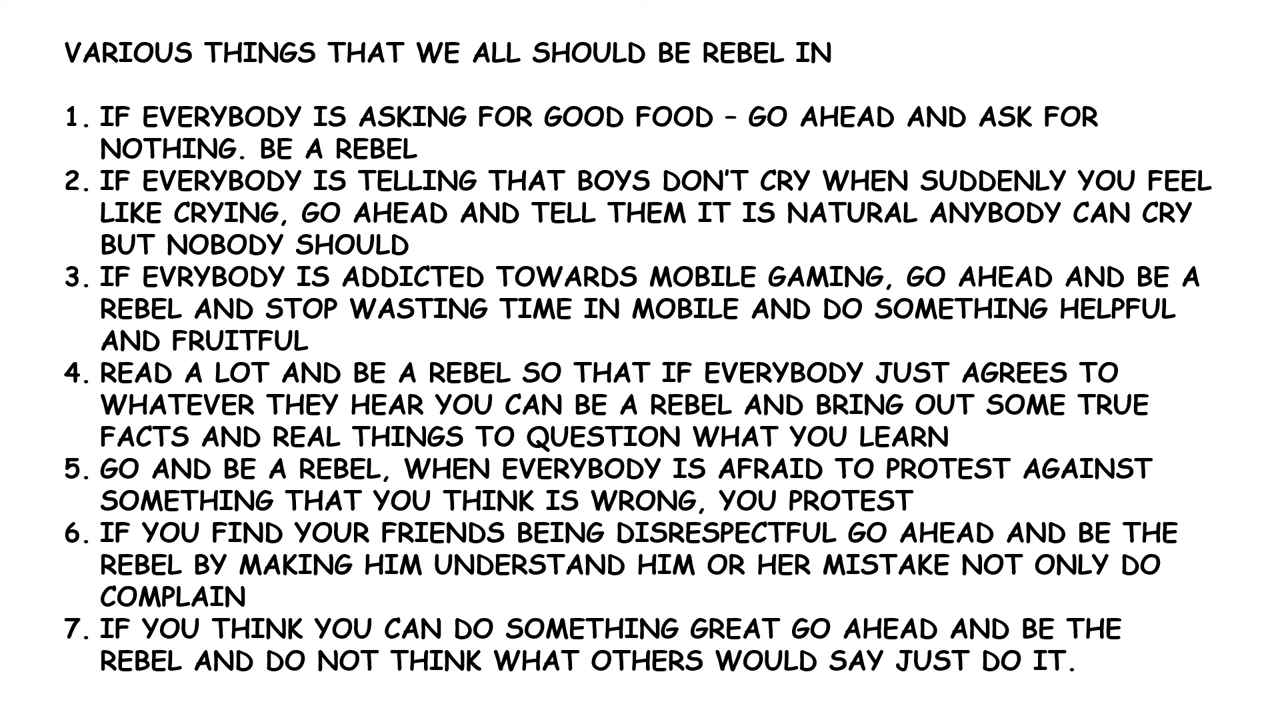 VARIOUS THINGS THAT WE ALL SHOULD BE REBEL IN
1. IF EVERYBODY IS ASKING FOR GOOD FOOD – GO AHEAD AND ASK FOR
NOTHING. BE A REBEL
2. IF EVERYBODY IS TELLING THAT BOYS DON'T CRY WHEN SUDDENLY YOU FEEL
LIKE CRYING, GO AHEAD AND TELL THEM IT IS NATURAL ANYBODY CAN CRY
BUT NOBODY SHOULD
3. IF EVRYBODY IS ADDICTED TOWARDS MOBILE GAMING, GO AHEAD AND BE A
REBEL AND STOP WASTING TIME IN MOBILE AND DO SOMETHING HELPFUL
AND FRUITFUL
4. READ A LOT AND BE A REBEL SO THAT IF EVERYBODY JUST AGREES TO
WHATEVER THEY HEAR YOU CAN BE A REBEL AND BRING OUT SOME TRUE
FACTS AND REAL THINGS TO QUESTION WHAT YOU LEARN
5. GO AND BE A REBEL, WHEN EVERYBODY IS AFRAID TO PROTEST AGAINST
SOMETHING THAT YOU THINK IS WRONG, YOU PROTEST
6. IF YOU FIND YOUR FRIENDS BEING DISRESPECTFUL GO AHEAD AND BE THE
REBEL BY MAKING HIM UNDERSTAND HIM OR HER MISTAKE NOT ONLY DO
COMPLAIN
7. IF YOU THINK YOU CAN DO SOMETHING GREAT GO AHEAD AND BE THE
REBEL AND DO NOT THINK WHAT OTHERS WOULD SAY JUST DO IT.